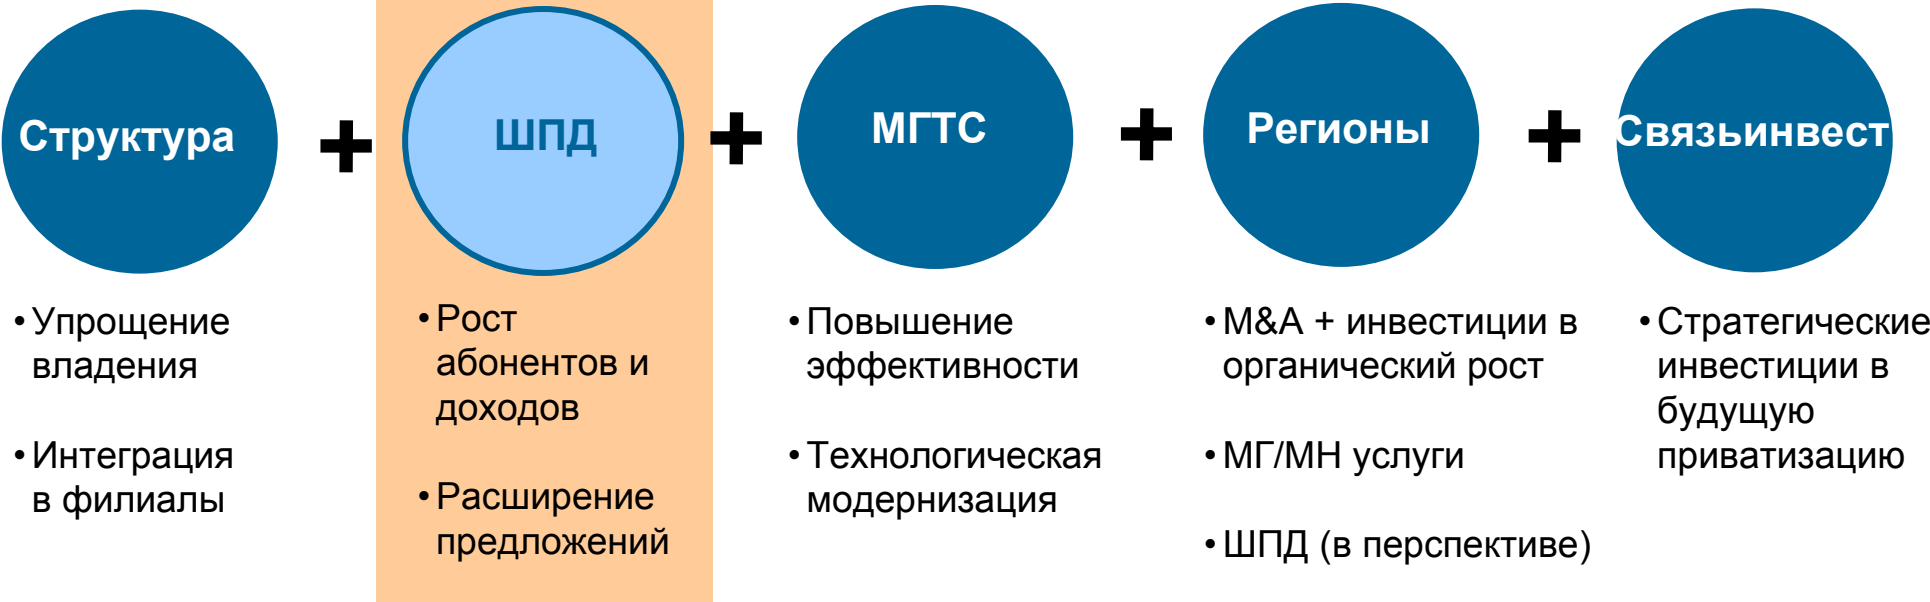 Структура
+
ШПД
+
МГТС
+
Регионы
+
Связьинвест
• Упрощение
владения
• Интеграция
в филиалы
• Рост
абонентов и
доходов
• Расширение
предложений
• Повышение
эффективности
• Технологическая
модернизация
• M&A + инвестиции в
органический рост
• МГ/МН услуги
• ШПД (в перспективе)
• Стратегические
инвестиции в
будущую
приватизацию